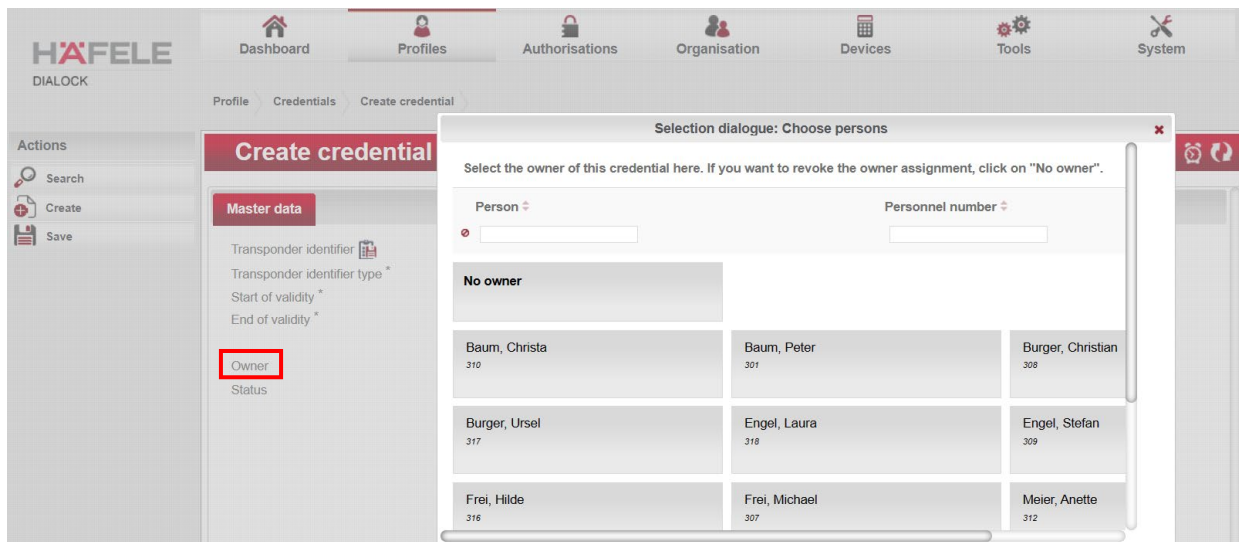 HÄFELE
DIALOCK
Dashboard
Profiles
Authorisations
Organisation
Devices
Tools
System
Profile
Credentials
Create credential
Actions
Search
Create
Save
Create credential
Master data
Transponder identifier
Transponder identifier type *
Start of validity *
End of validity *
Owner
Status
Selection dialogue: Choose persons
Select the owner of this credential here. If you want to revoke the owner assignment, click on "No owner".
Person
Personnel number
No owner
Baum, Christa
310
Baum, Peter
301
Burger, Christian
308
Burger, Ursel
317
Engel, Laura
318
Engel, Stefan
309
Frei, Hilde
316
Frei, Michael
307
Meier, Anette
312